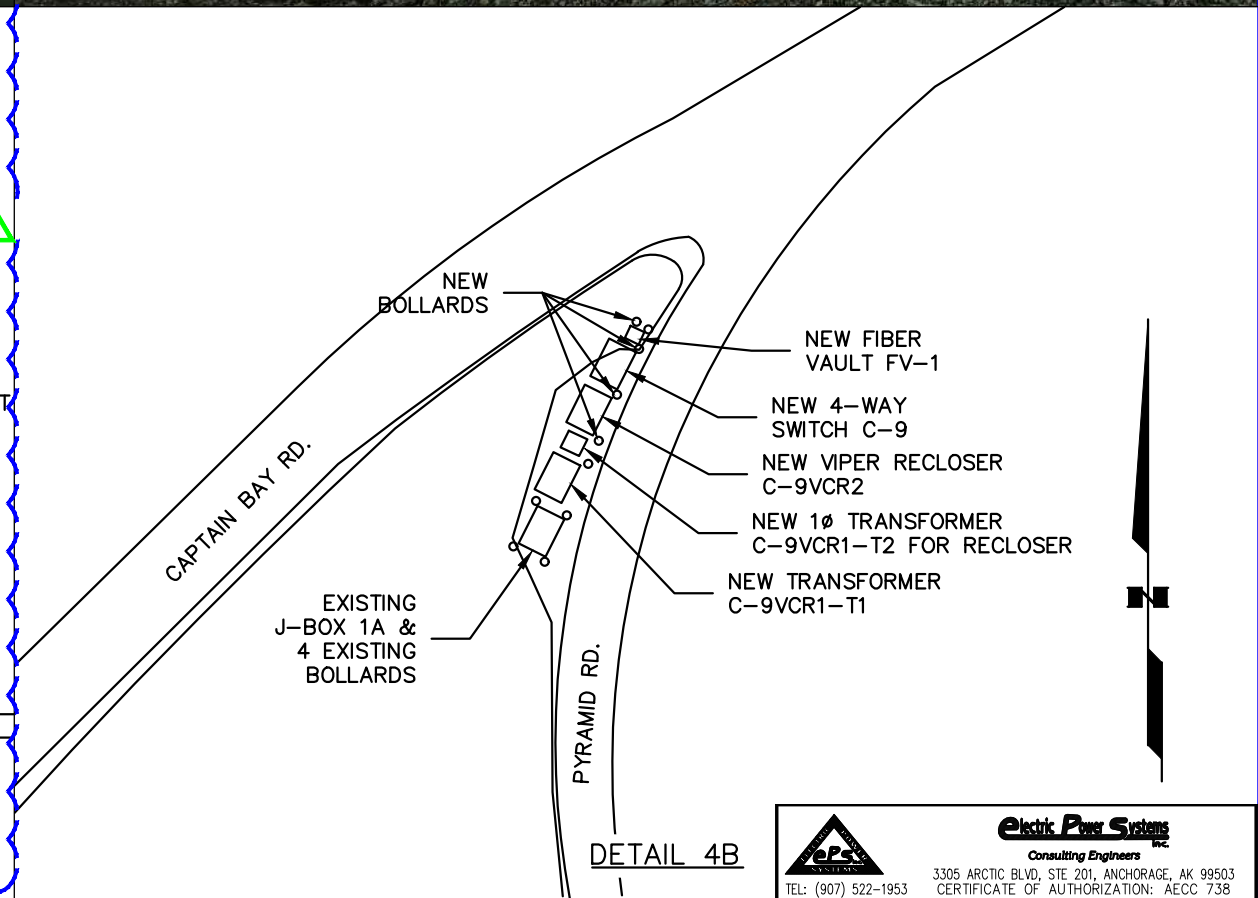 NEW
BOLLARDS
NEW FIBER
VAULT FV-1
NEW 4-WAY
SWITCH C-9
T
NEW VIPER RECLOSER
C-9VCR2
CAPTAIN BAY RD.
NEW 1ø TRANSFORMER
C-9VCR1-T2 FOR RECLOSER
NEW TRANSFORMER
C-9VCR1-T1
EXISTING
J-BOX 1A &
4 EXISTING
BOLLARDS
N
PYRAMID RD.
DETAIL 4B
ePs
SYSTEMS
TEL: (907) 522-1953
Electric Power Systems
Inc.
Consulting Engineers
3305 ARCTIC BLVD, STE 201, ANCHORAGE, AK 99503
CERTIFICATE OF AUTHORIZATION: AECC 738